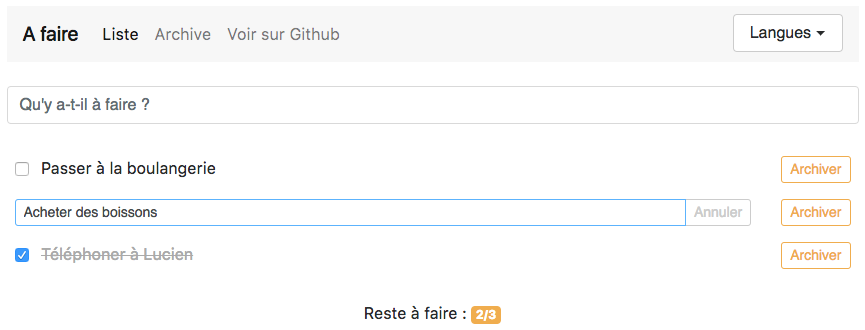 A faire Liste Archive Voir sur Github Langues
Qu'y a-t-il à faire ?
Passer à la boulangerie Archiver
Acheter des boissons Annuler Archiver
Téléphoner à Lucien Archiver
Reste à faire : 2/3